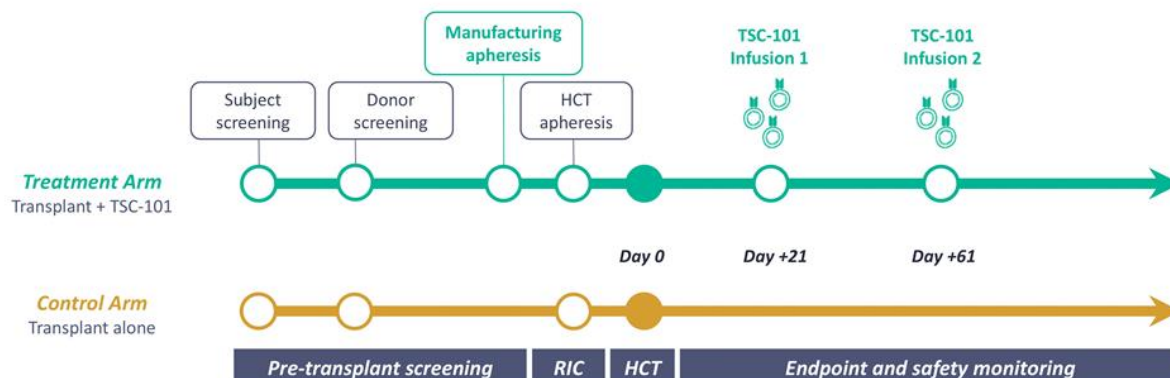 Manufacturing
apheresis
TSC-101
Infusion 1
TSC-101
Infusion 2
Subject
screening
Donor
screening
HCT
apheresis
Treatment Arm
Transplant + TSC-101
Day 0
Day +21
Day +61
Control Arm
Transplant alone
Pre-transplant screening
RIC
HCT
Endpoint and safety monitoring